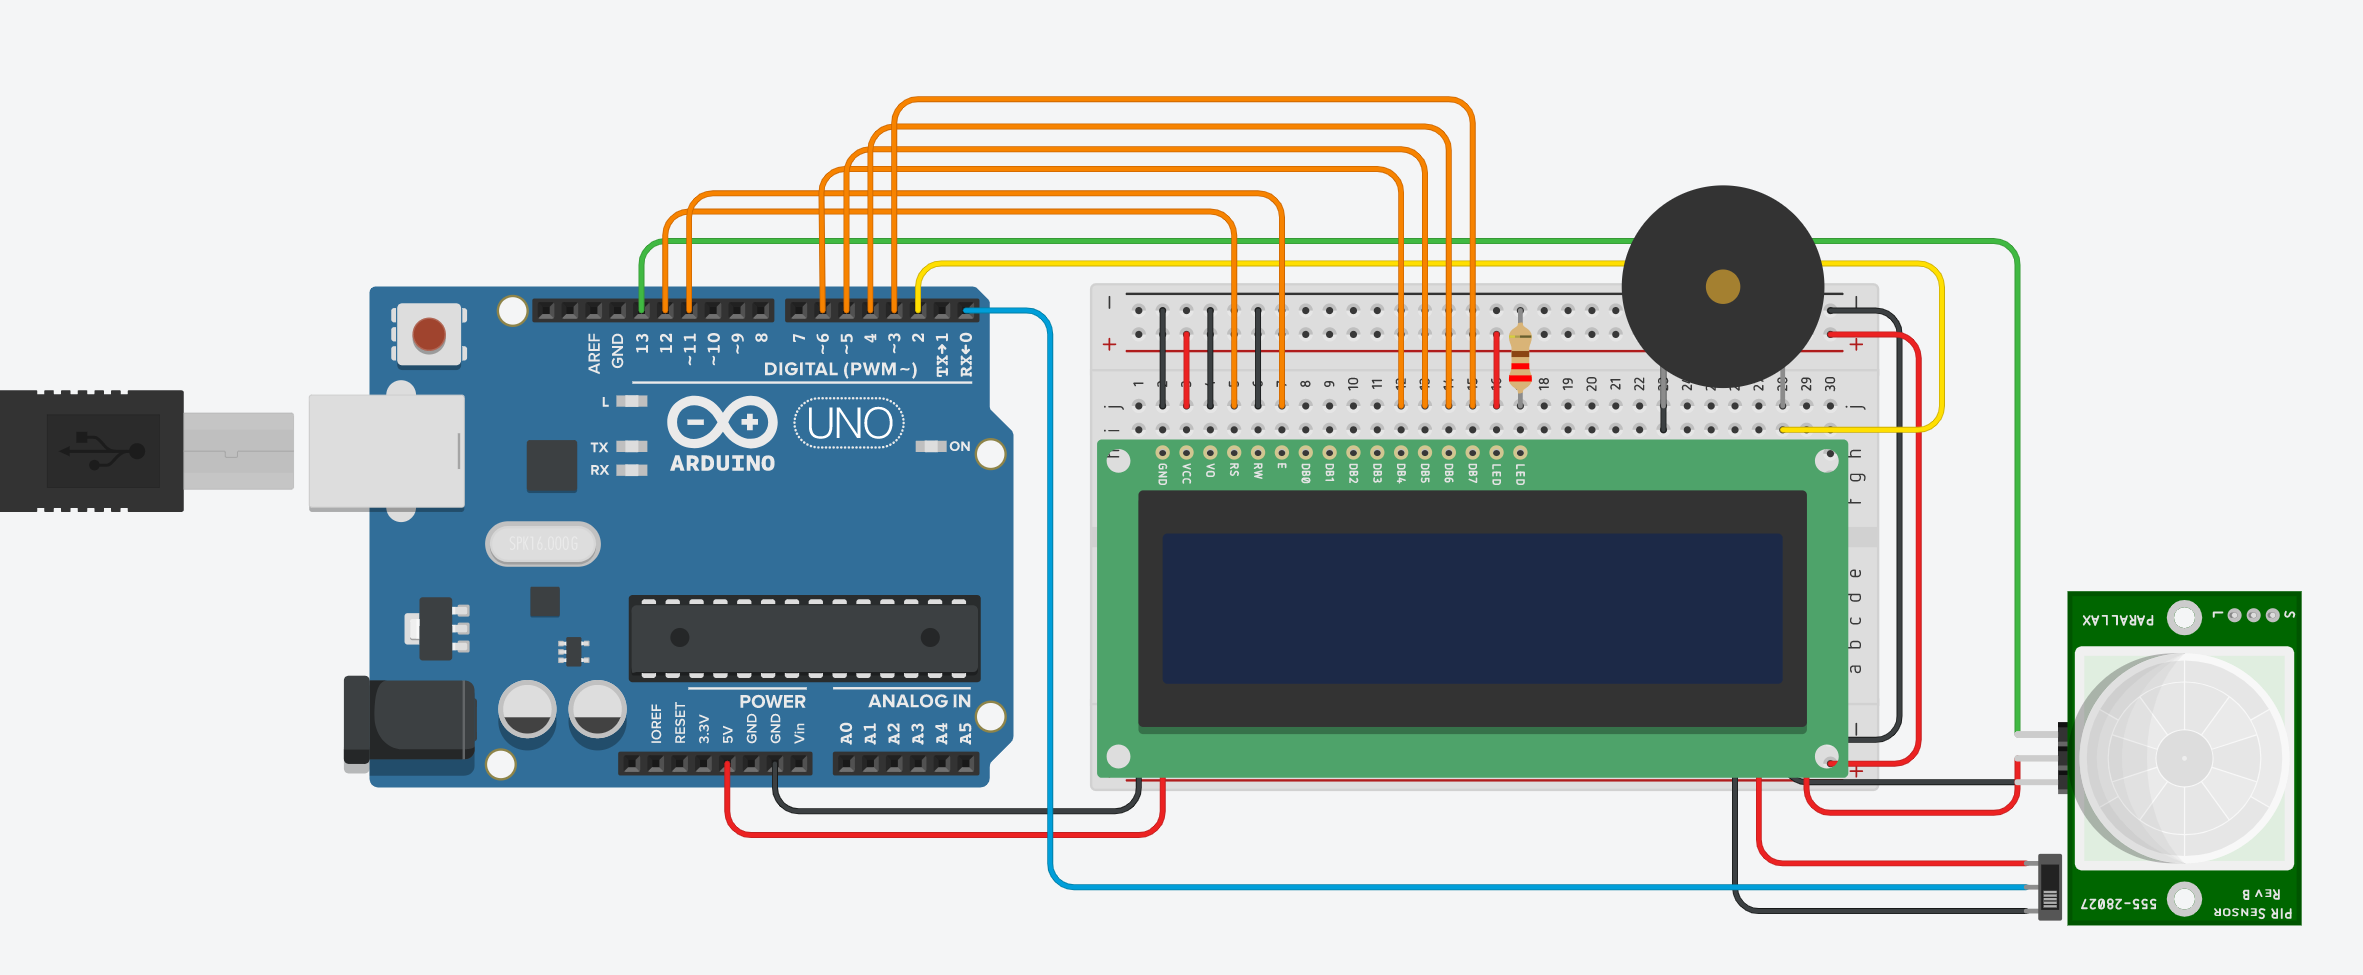 AREF
GND
13
12
~11
~10
~9
8
7
~6
~5
4
~3
2
TX→1
RX←0
DIGITAL (PWM~)
L
TX
RX
UNO
ON
ARDUINO
SPK16.000G
POWER
ANALOG IN
IOREF
RESET
3.3V
5V
GND
GND
Vin
A0
A1
A2
A3
A4
A5
1 8 9 10 11 18 19 20 21 22 29 30
j j
i
h
GND
VCC
VO
RS
RW
E
DB0
DB1
DB2
DB3
DB4
DB5
DB6
DB7
LED
LED
f g h
a b c d e
PARALLAX
L
S
555-28027
REV B
PIR SENSOR